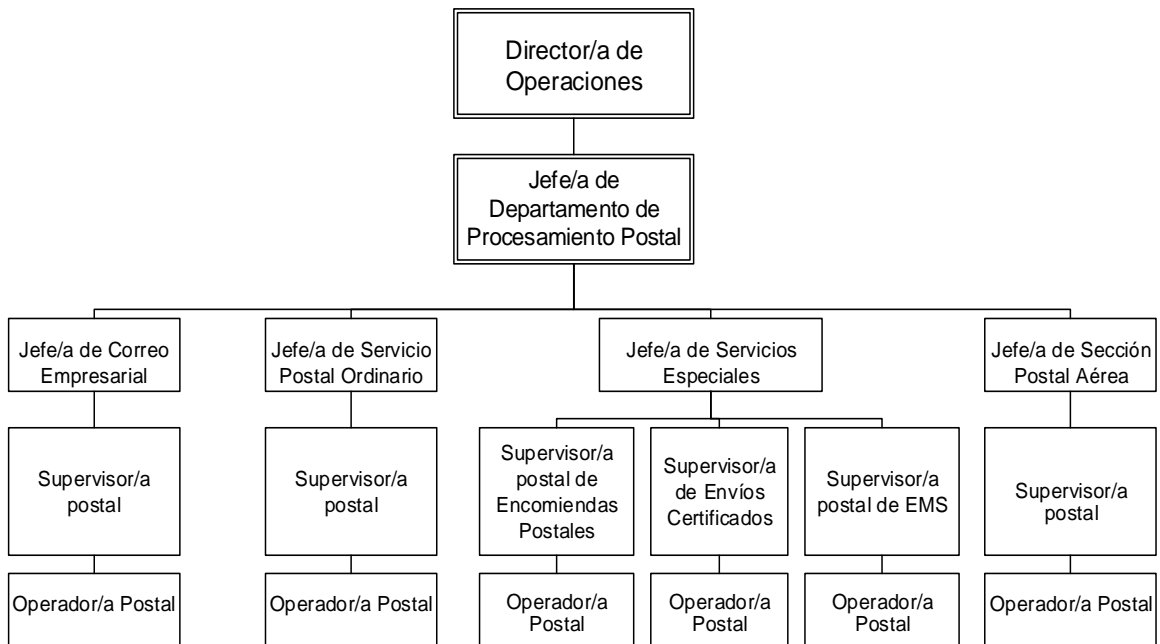 Director/a de
Operaciones
Jefe/a de
Departamento de
Procesamiento Postal
Jefe/a de Correo
Empresarial
Jefe/a de Servicio
Postal Ordinario
Jefe/a de Servicios
Especiales
Jefe/a de Sección
Postal Aérea
Supervisor/a
postal
Supervisor/a
postal
Supervisor/a
postal de
Encomiendas
Postales
Supervisor/a
de Envíos
Certificados
Supervisor/a
postal de EMS
Supervisor/a
postal
Operador/a Postal
Operador/a Postal
Operador/a
Postal
Operador/a
Postal
Operador/a
Postal
Operador/a Postal